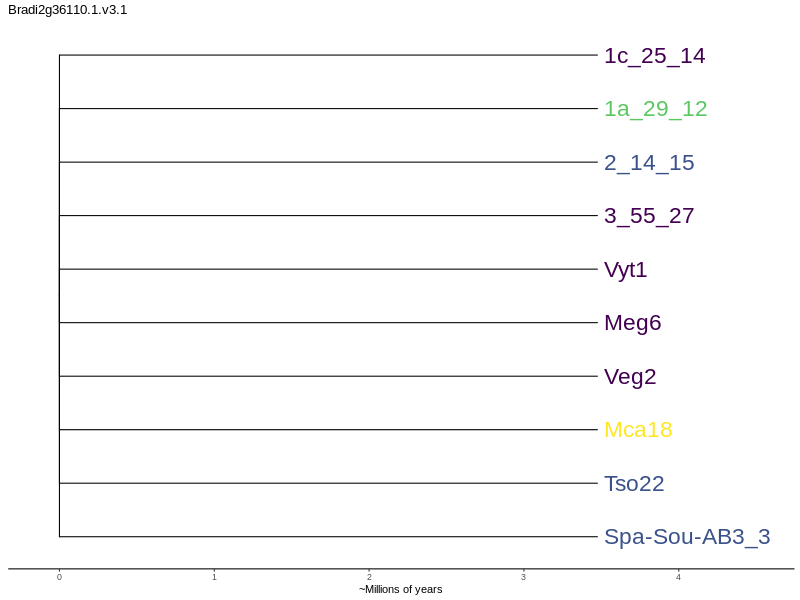 Bradi2g36110.1.v3.1
1c_25_14
1a_29_12
2_14_15
3_55_27
Vyt1
Meg6
Veg2
Mca18
Tso22
Spa-Sou-AB3_3
0 1 2 3 4
~Millions of years